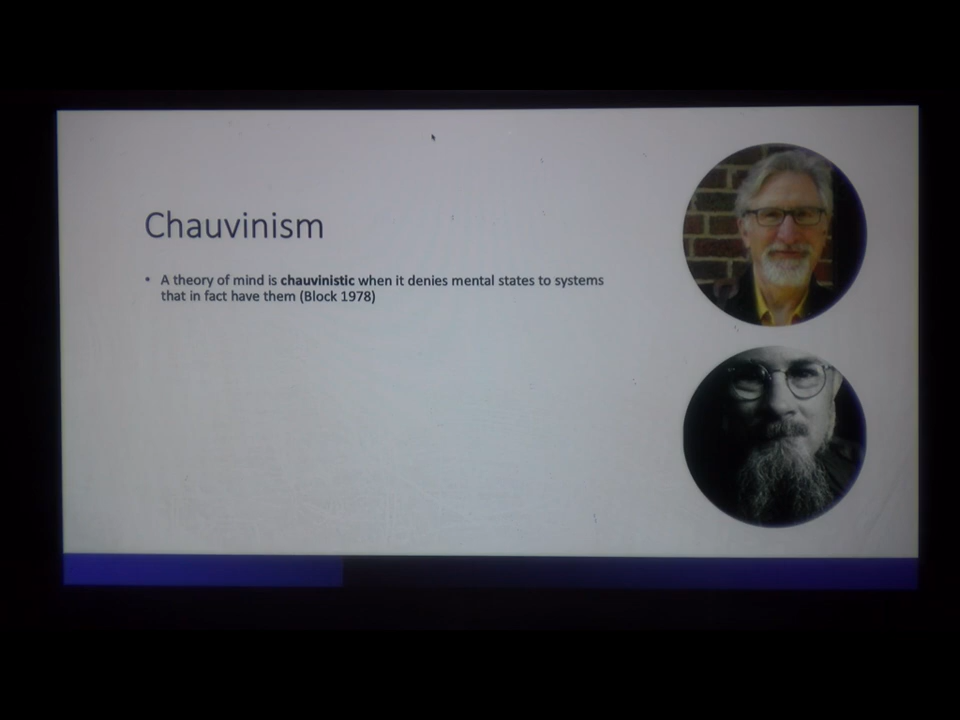 Chauvinism
• A theory of mind is chauvinistic when it denies mental states to systems
that in fact have them (Block 1978)